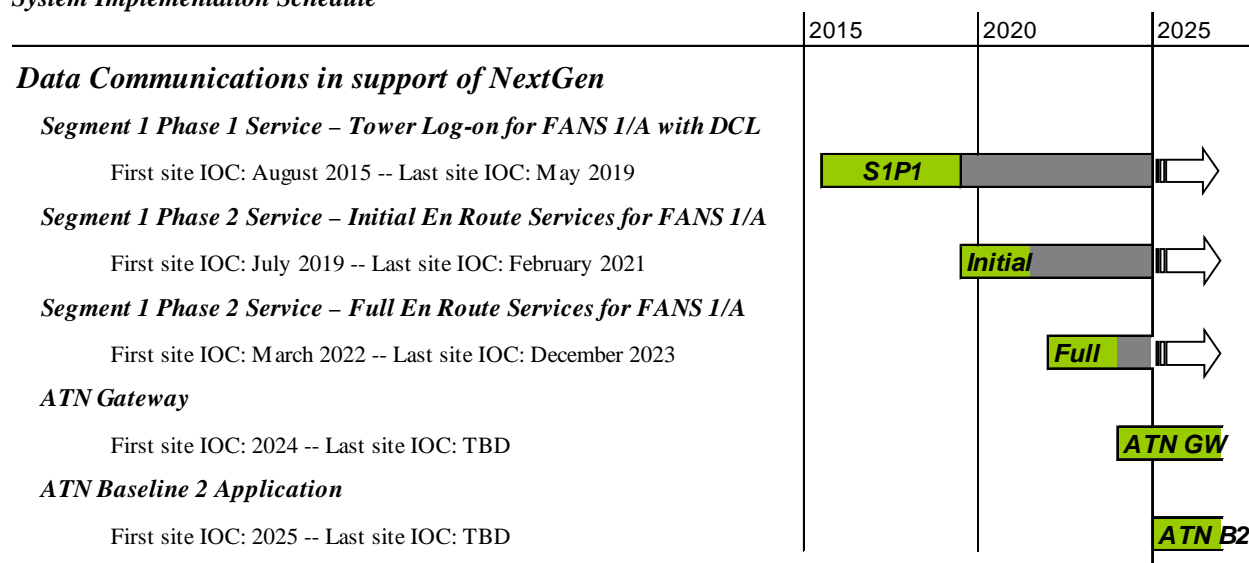 System Implementation Schedule
2015 2020 2025
Data Communications in support of NextGen
Segment 1 Phase 1 Service – Tower Log-on for FANS 1/A with DCL
First site IOC: August 2015 -- Last site IOC: May 2019
S1P1
Segment 1 Phase 2 Service – Initial En Route Services for FANS 1/A
First site IOC: July 2019 -- Last site IOC: February 2021
Initial
Segment 1 Phase 2 Service – Full En Route Services for FANS 1/A
First site IOC: March 2022 -- Last site IOC: December 2023
Full
ATN Gateway
First site IOC: 2024 -- Last site IOC: TBD
ATN GW
ATN Baseline 2 Application
First site IOC: 2025 -- Last site IOC: TBD
ATN B2